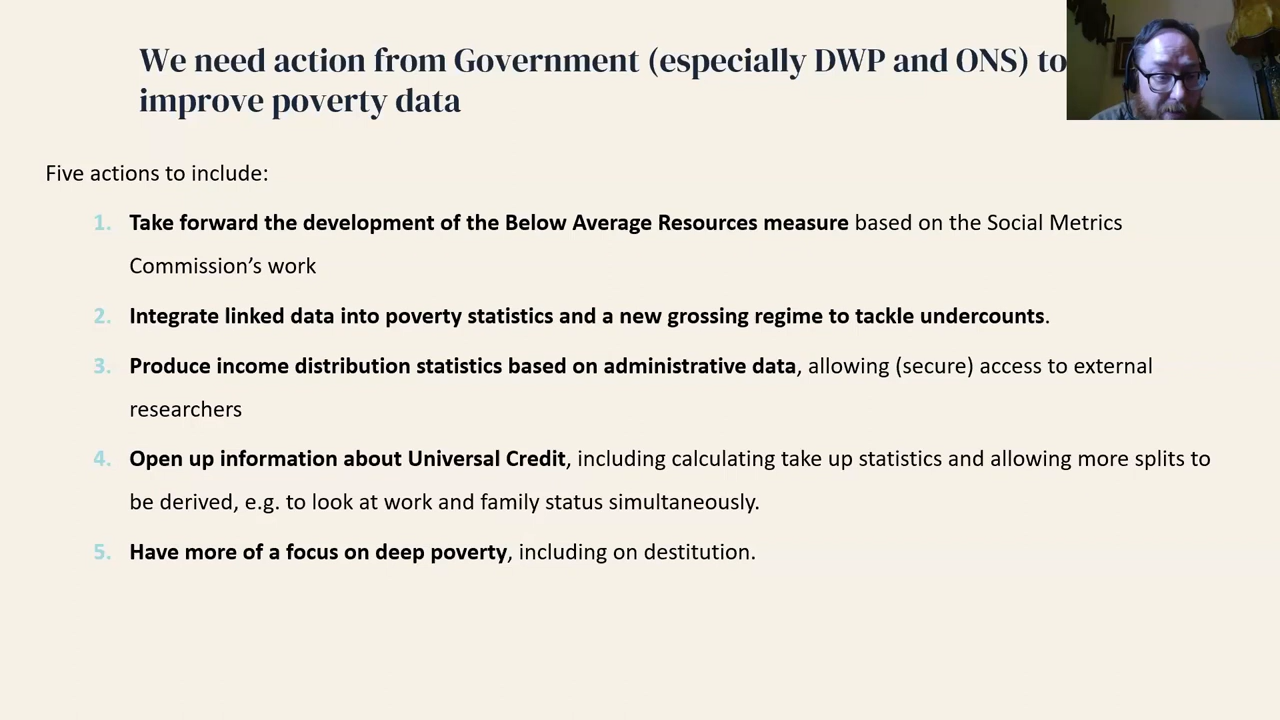 We need action from Government (especially DWP and ONS) to
improve poverty data
Five actions to include:
1. Take forward the development of the Below Average Resources measure based on the Social Metrics
Commission’s work
2. Integrate linked data into poverty statistics and a new grossing regime to tackle undercounts.
3. Produce income distribution statistics based on administrative data, allowing (secure) access to external
researchers
4. Open up information about Universal Credit, including calculating take up statistics and allowing more splits to
be derived, e.g. to look at work and family status simultaneously.
5. Have more of a focus on deep poverty, including on destitution.